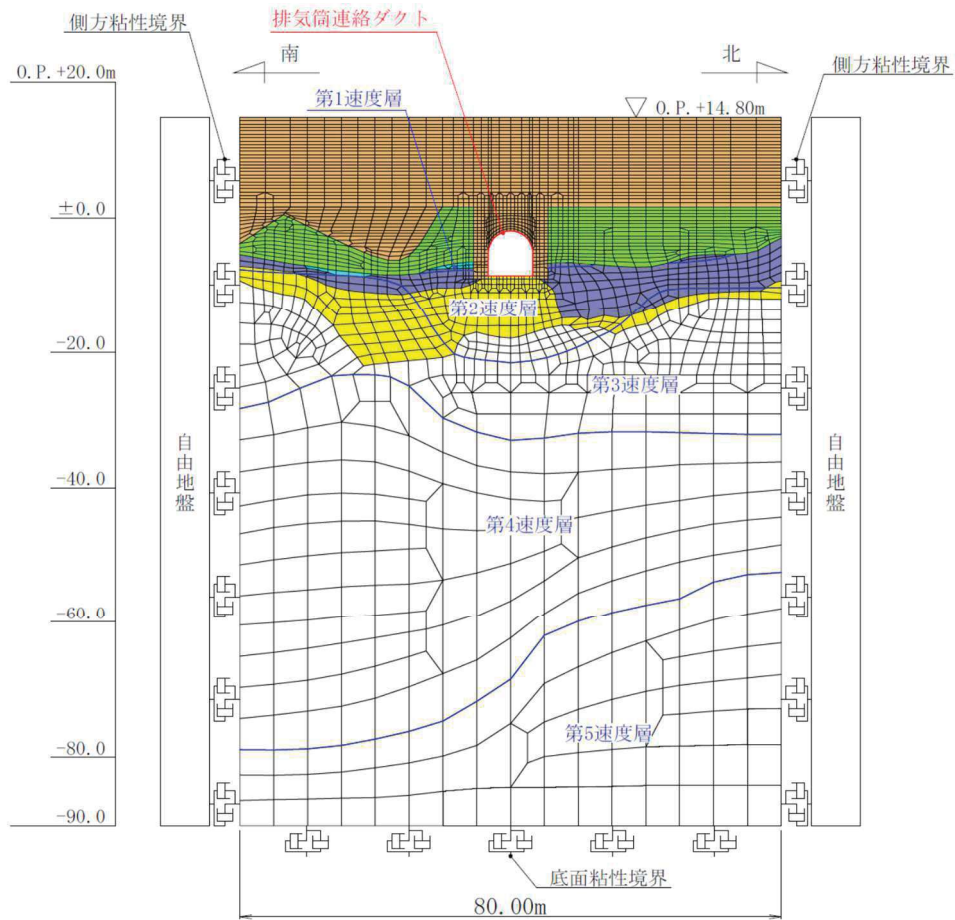 排気筒連絡ダクト
側方粘性境界
南
北
側方粘性境界
O.P.+20.0m
第1速度層
O.P.+14.80m
±0.0
第2速度層
-20.0
第3速度層
自由地盤
自由地盤
-40.0
第4速度層
-60.0
第5速度層
-80.0
-90.0
底面粘性境界
80.00m